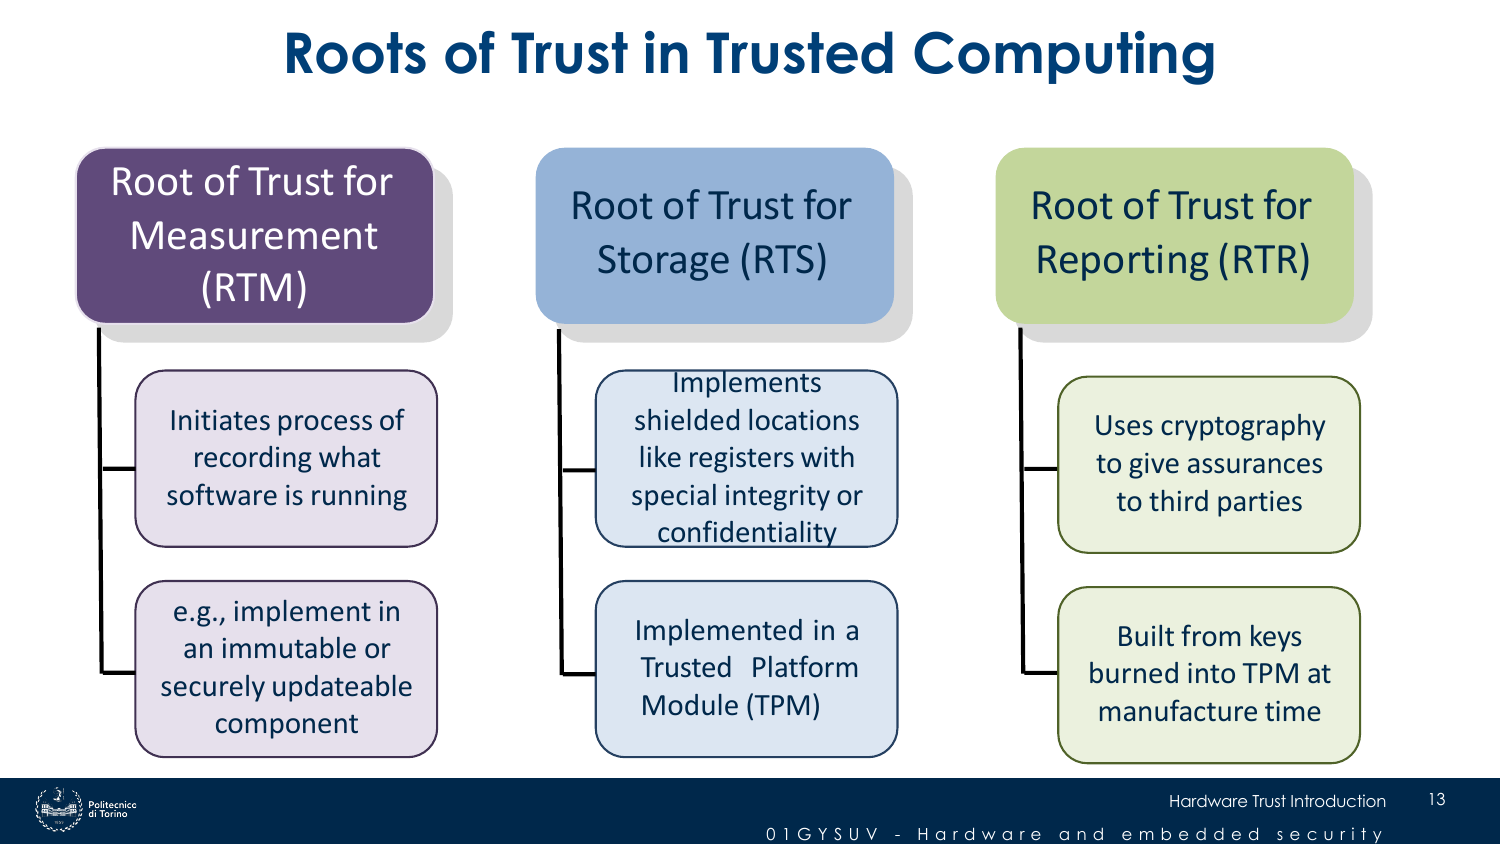 Roots of Trust in Trusted Computing
Root of Trust for
Measurement
(RTM)
Initiates process of
recording what
software is running
e.g., implement in
an immutable or
securely updateable
component
Root of Trust for
Storage (RTS)
Implements
shielded locations
like registers with
special integrity or
confidentiality
Implemented in a
Trusted Platform
Module (TPM)
Root of Trust for
Reporting (RTR)
Uses cryptography
to give assurances
to third parties
Built from keys
burned into TPM at
manufacture time
Politecnico
di Torino
Hardware Trust Introduction
13
01GYSUV - Hardware and embedded security